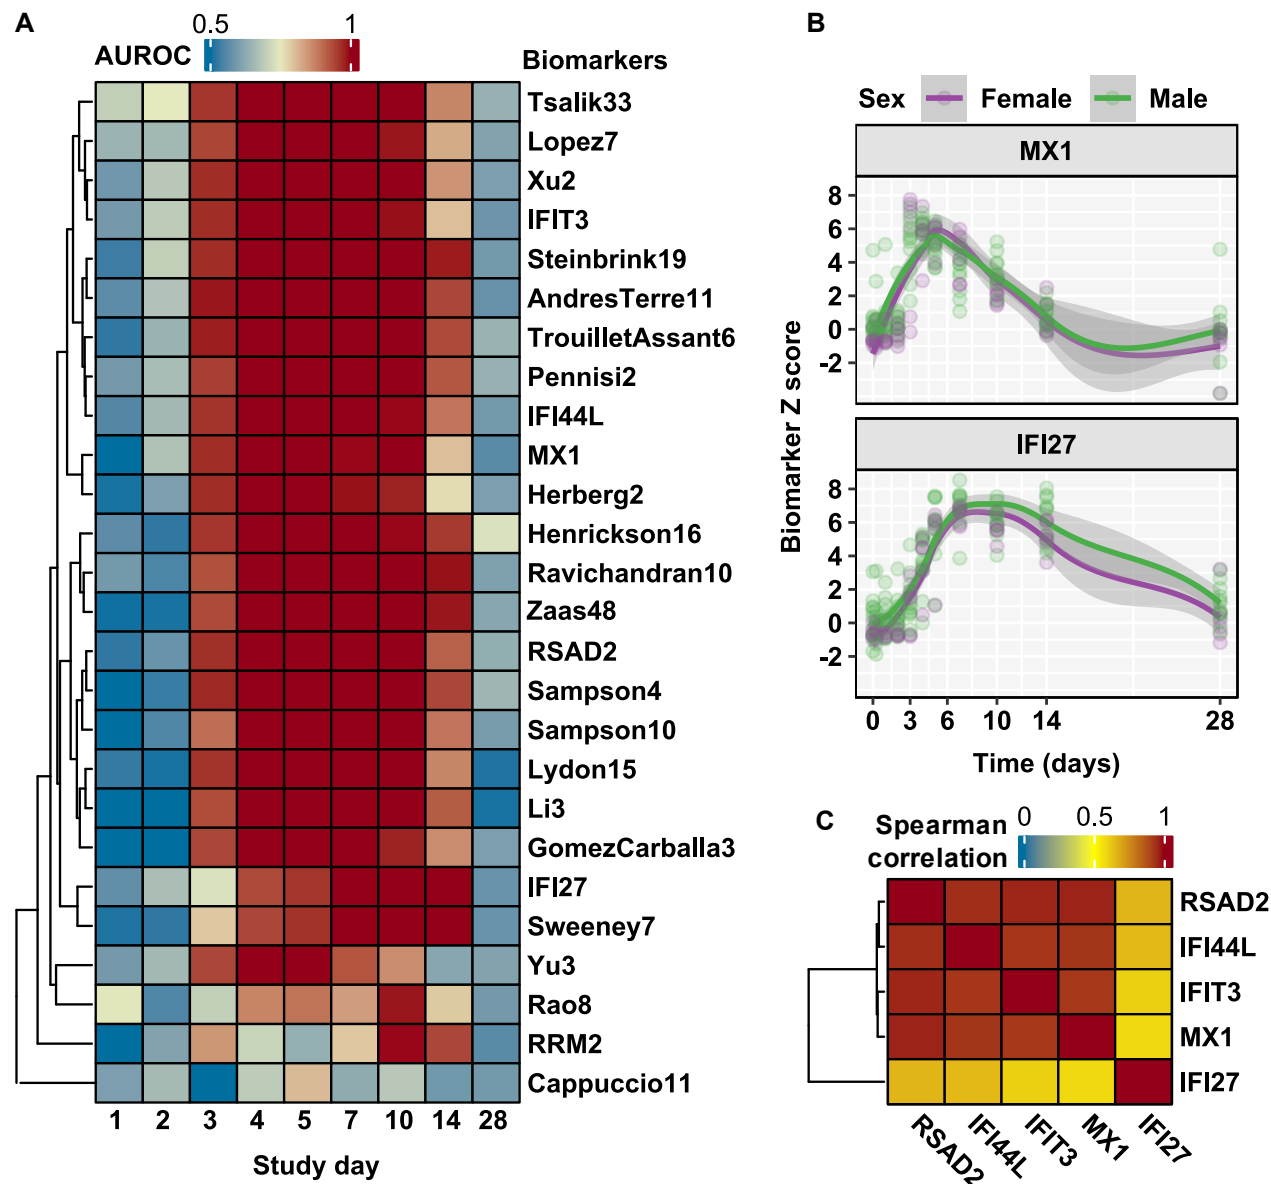 A
0.5 1
AUROC
Biomarkers
Tsalik33
Lopez7
Xu2
IFIT3
Steinbrink19
AndresTerre11
TrouilletAssant6
Pennisi2
IFI44L
MX1
Herberg2
Henrickson16
Ravichandran10
Zaas48
RSAD2
Sampson4
Sampson10
Lydon15
Li3
GomezCarballa3
IFI27
Sweeney7
Yu3
Rao8
RRM2
Cappuccio11
1 2 3 4 5 7 10 14 28
Study day
B
Sex Female Male
MX1
8
6
4
2
0
-2
Biomarker Z score
IFI27
8
6
4
2
0
-2
0 3 6 10 14 28
Time (days)
C
Spearman
correlation
0 0.5 1
RSAD2
IFI44L
IFIT3
MX1
IFI27
RSAD2 IFI44L IFIT3 MX1 IFI27